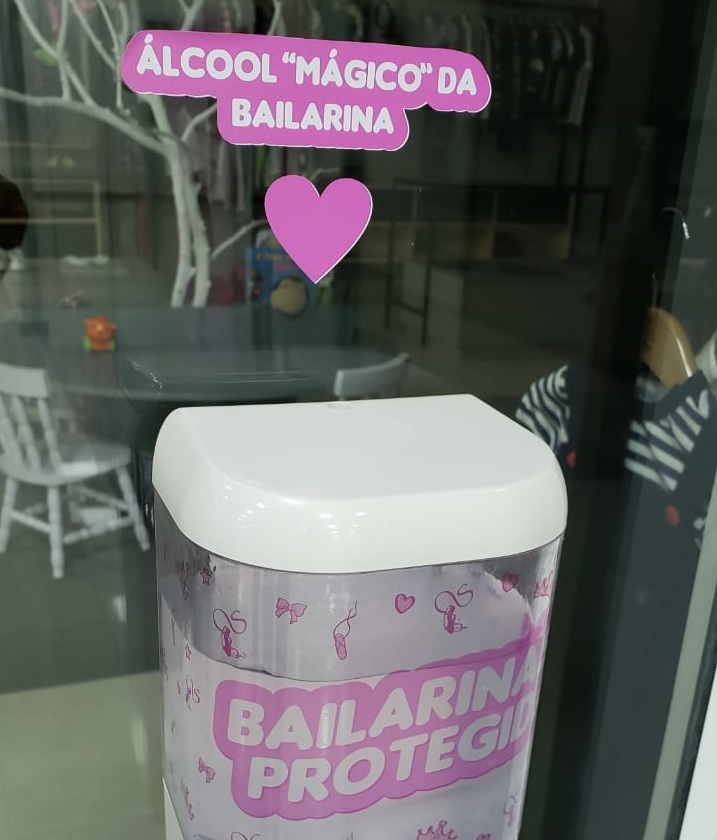 ÁLCOOL “MÁGICO” DA
BAILARINA
BAILARINA
PROTEGID